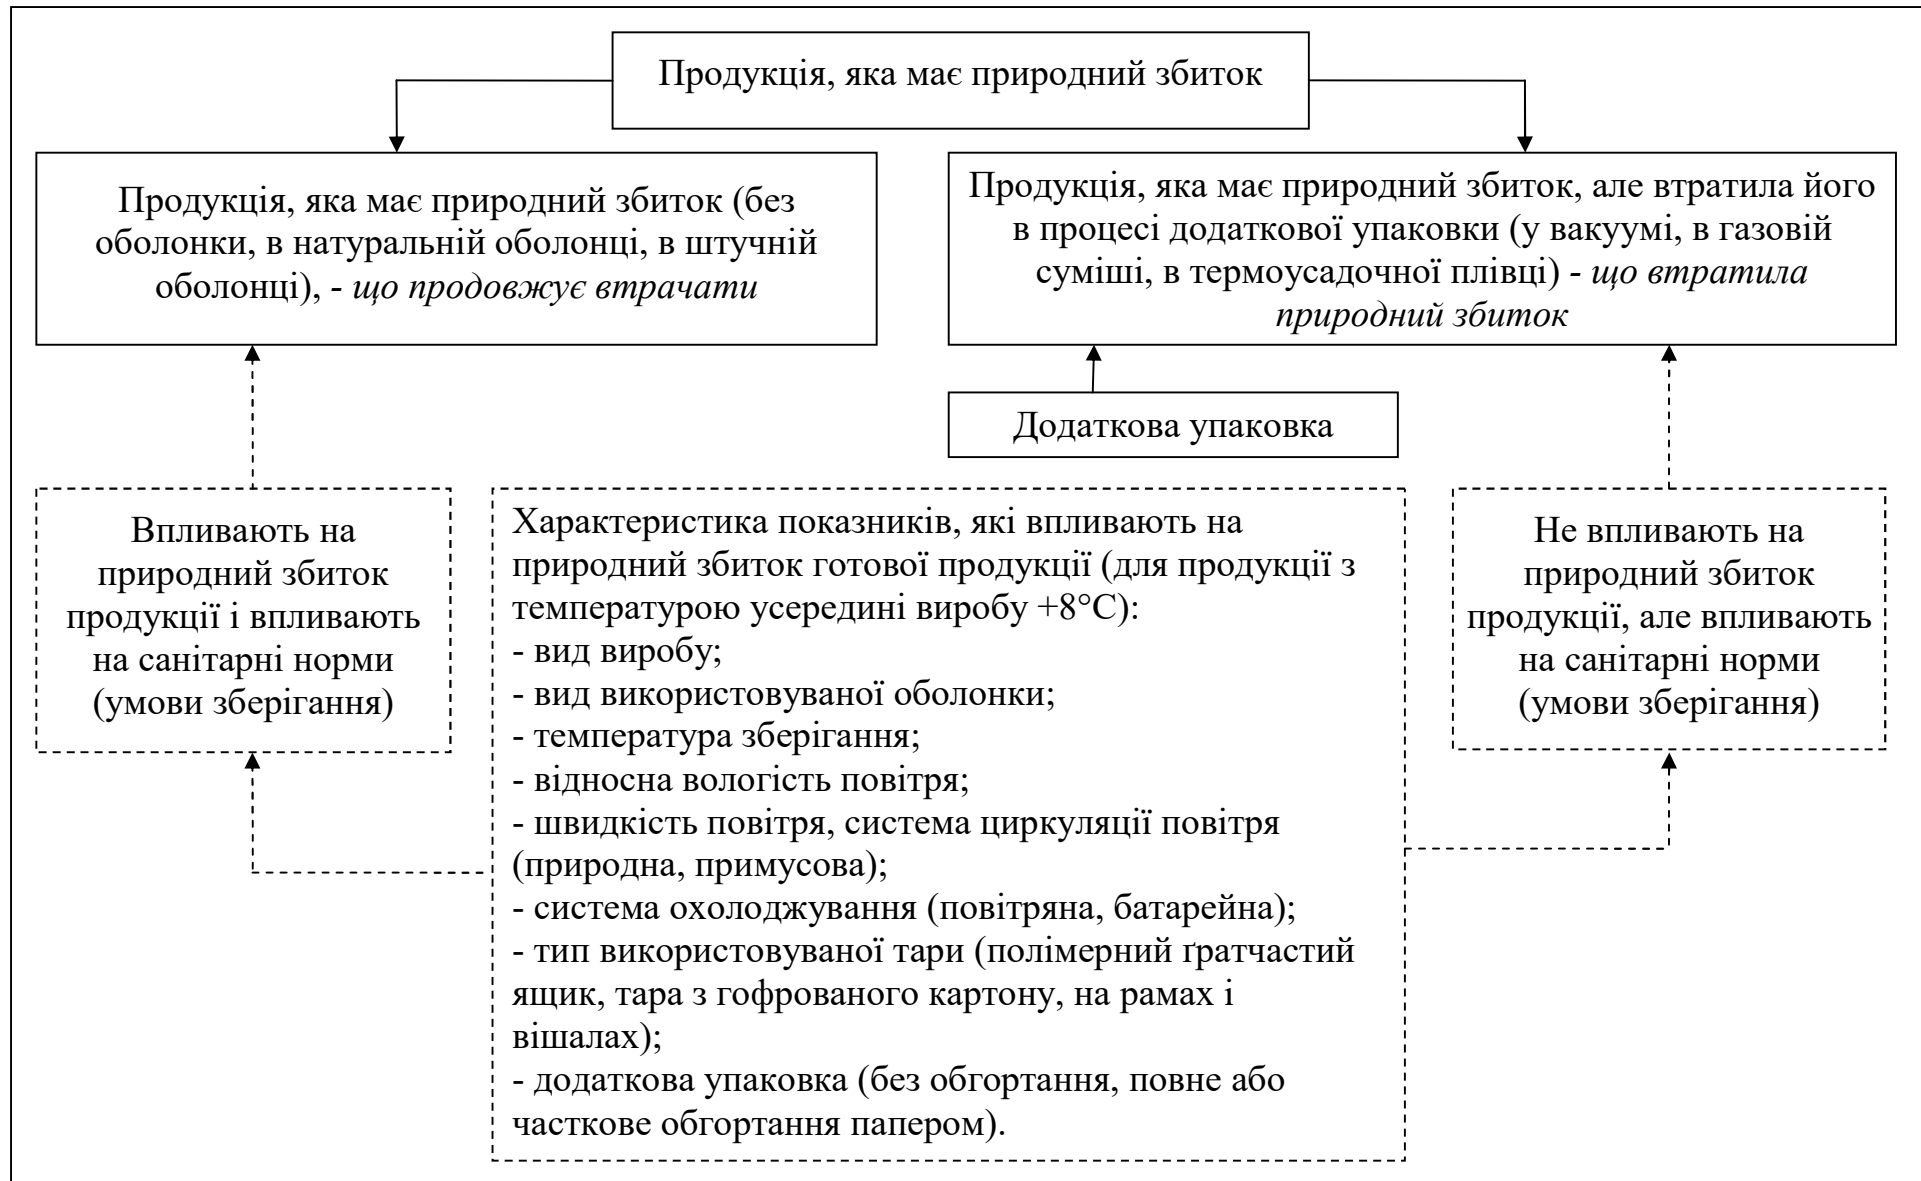 Продукція, яка має природний збиток
Продукція, яка має природний збиток (без
оболонки, в натуральній оболонці, в штучній
оболонці), - що продовжує втрачати
Продукція, яка має природний збиток, але втратила його
в процесі додаткової упаковки (у вакуумі, в газовій
суміші, в термоусадочної плівці) - що втратила
природний збиток
Додаткова упаковка
Впливають на
природний збиток
продукції і впливають
на санітарні норми
(умови зберігання)
Характеристика показників, які впливають на
природний збиток готової продукції (для продукції з
температурою усередині виробу +8°С):
- вид виробу;
- вид використовуваної оболонки;
- температура зберігання;
- відносна вологість повітря;
- швидкість повітря, система циркуляції повітря
(природна, примусова);
- система охолоджування (повітряна, батарейна);
- тип використовуваної тари (полімерний ґратчастий
ящик, тара з гофрованого картону, на рамах і
вішалах);
- додаткова упаковка (без обгортання, повне або
часткове обгортання папером).
Не впливають на
природний збиток
продукції, але впливають
на санітарні норми
(умови зберігання)